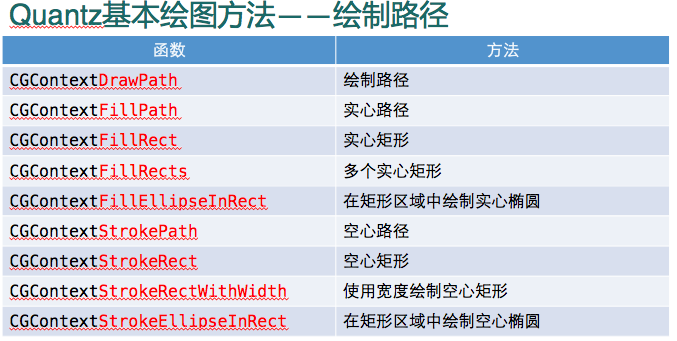 Quantz基本绘图方法——绘制路径
函数 方法
CGContextDrawPath 绘制路径
CGContextFillPath 实心路径
CGContextFillRect 实心矩形
CGContextFillRects 多个实心矩形
CGContextFillEllipseInRect 在矩形区域中绘制实心椭圆
CGContextStrokePath 空心路径
CGContextStrokeRect 空心矩形
CGContextStrokeRectWithWidth 使用宽度绘制空心矩形
CGContextStrokeEllipseInRect 在矩形区域中绘制空心椭圆